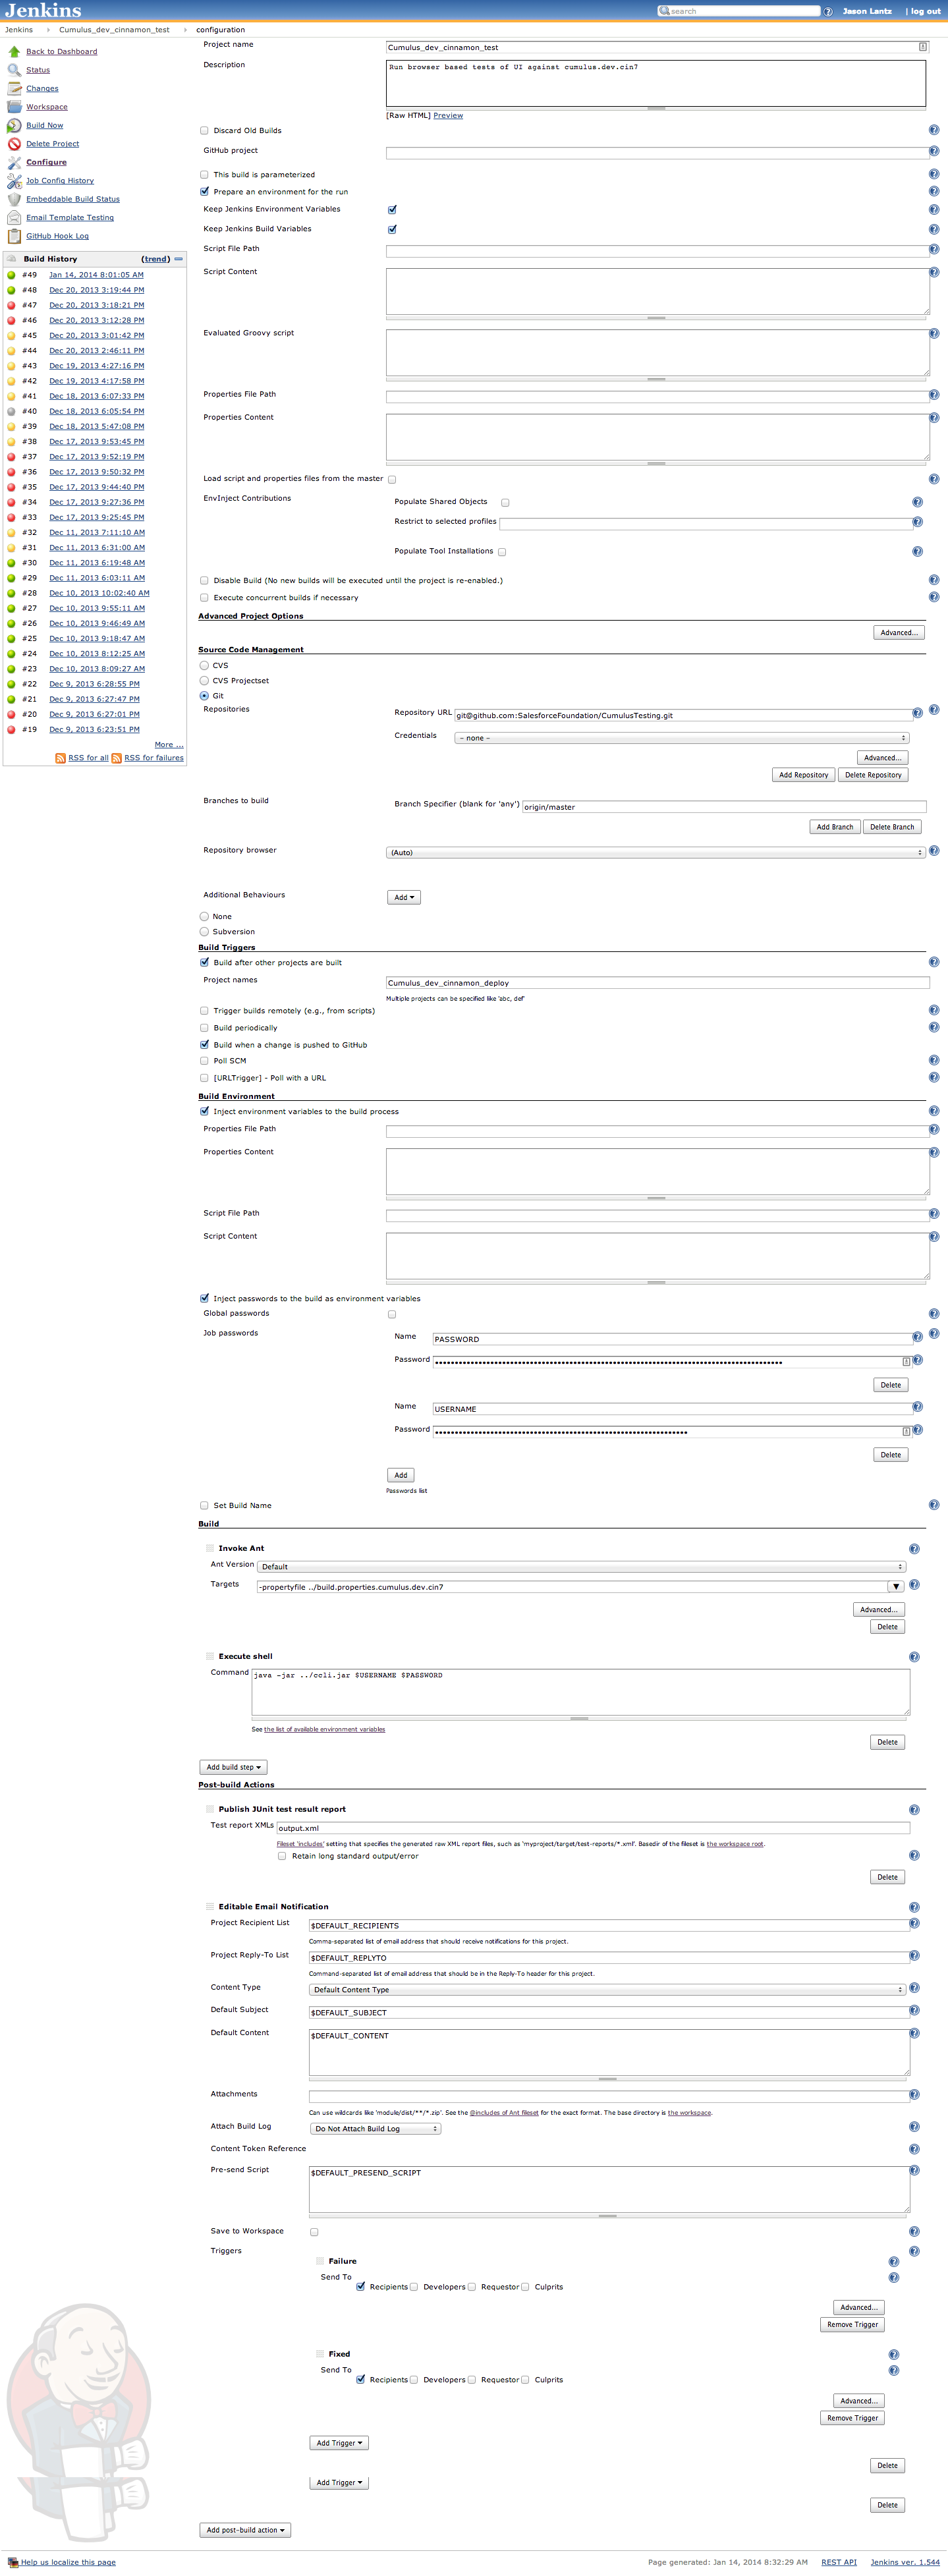 Jenkins
search
Jason Lantz
| log out
Jenkins
Cumulus_dev_cinnamon_test
configuration
Back to Dashboard
Status
Changes
Workspace
Build Now
Delete Project
Configure
Job Config History
Embeddable Build Status
Email Template Testing
GitHub Hook Log
Build History (trend)
#49 Jan 14, 2014 8:01:05 AM
#48 Dec 20, 2013 3:19:44 PM
#47 Dec 20, 2013 3:18:21 PM
#46 Dec 20, 2013 3:12:28 PM
#45 Dec 20, 2013 3:01:42 PM
#44 Dec 20, 2013 2:46:11 PM
#43 Dec 19, 2013 4:27:16 PM
#42 Dec 19, 2013 4:17:58 PM
#41 Dec 18, 2013 6:07:33 PM
#40 Dec 18, 2013 6:05:54 PM
#39 Dec 18, 2013 5:47:08 PM
#38 Dec 17, 2013 9:53:45 PM
#37 Dec 17, 2013 9:52:19 PM
#36 Dec 17, 2013 9:50:32 PM
#35 Dec 17, 2013 9:44:40 PM
#34 Dec 17, 2013 9:27:36 PM
#33 Dec 17, 2013 9:25:45 PM
#32 Dec 11, 2013 7:11:10 AM
#31 Dec 11, 2013 6:31:00 AM
#30 Dec 11, 2013 6:19:48 AM
#29 Dec 11, 2013 6:03:11 AM
#28 Dec 10, 2013 10:02:40 AM
#27 Dec 10, 2013 9:55:11 AM
#26 Dec 10, 2013 9:46:49 AM
#25 Dec 10, 2013 9:18:47 AM
#24 Dec 10, 2013 8:12:25 AM
#23 Dec 10, 2013 8:09:27 AM
#22 Dec 9, 2013 6:28:55 PM
#21 Dec 9, 2013 6:27:47 PM
#20 Dec 9, 2013 6:27:01 PM
#19 Dec 9, 2013 6:23:51 PM
More ...
RSS for all RSS for failures
Project name Cumulus_dev_cinnamon_test
Description Run browser based tests of UI against cumulus.dev.cin7
[Raw HTML] Preview
Discard Old Builds
GitHub project
This build is parameterized
Prepare an environment for the run
Keep Jenkins Environment Variables
Keep Jenkins Build Variables
Script File Path
Script Content
Evaluated Groovy script
Properties File Path
Properties Content
Load script and properties files from the master
EnvInject Contributions Populate Shared Objects
Restrict to selected profiles
Populate Tool Installations
Disable Build (No new builds will be executed until the project is re-enabled.)
Execute concurrent builds if necessary
Advanced Project Options
Advanced...
Source Code Management
CVS
CVS Projectset
Git
Repositories Repository URL git@github.com:SalesforceFoundation/CumulusTesting.git
Credentials - none -
Advanced...
Add Repository Delete Repository
Branches to build Branch Specifier (blank for 'any') origin/master
Add Branch Delete Branch
Repository browser (Auto)
Additional Behaviours Add
None
Subversion
Build Triggers
Build after other projects are built
Project names Cumulus_dev_cinnamon_deploy
Multiple projects can be specified like 'abc, def'
Trigger builds remotely (e.g., from scripts)
Build periodically
Build when a change is pushed to GitHub
Poll SCM
[URLTrigger] - Poll with a URL
Build Environment
Inject environment variables to the build process
Properties File Path
Properties Content
Script File Path
Script Content
Inject passwords to the build as environment variables
Global passwords
Job passwords Name PASSWORD
Password
Delete
Name USERNAME
Password
Delete
Add
Passwords list
Set Build Name
Build
Invoke Ant
Ant Version Default
Targets -propertyfile ../build.properties.cumulus.dev.cin7
Advanced...
Delete
Execute shell
Command java -jar ../ccli.jar $USERNAME $PASSWORD
See the list of available environment variables
Delete
Add build step
Post-build Actions
Publish JUnit test result report
Test report XMLs output.xml
Fileset 'includes' setting that specifies the generated raw XML report files, such as 'myproject/target/test-reports/*.xml'. Basedir of the fileset is the workspace root.
Retain long standard output/error
Delete
Editable Email Notification
Project Recipient List $DEFAULT_RECIPIENTS
Comma-separated list of email address that should receive notifications for this project.
Project Reply-To List $DEFAULT_REPLYTO
Command-separated list of email address that should be in the Reply-To header for this project.
Content Type Default Content Type
Default Subject $DEFAULT_SUBJECT
Default Content $DEFAULT_CONTENT
Attachments
Can use wildcards like 'module/dist/**/*.zip'. See the @includes of Ant fileset for the exact format. The base directory is the workspace.
Attach Build Log Do Not Attach Build Log
Content Token Reference
Pre-send Script $DEFAULT_PRESEND_SCRIPT
Save to Workspace
Triggers
Failure
Send To
Recipients Developers Requestor Culprits
Advanced...
Remove Trigger
Fixed
Send To
Recipients Developers Requestor Culprits
Advanced...
Remove Trigger
Add Trigger
Delete
Add Trigger
Delete
Add post-build action
Help us localize this page
Page generated: Jan 14, 2014 8:32:29 AM REST API Jenkins ver. 1.544